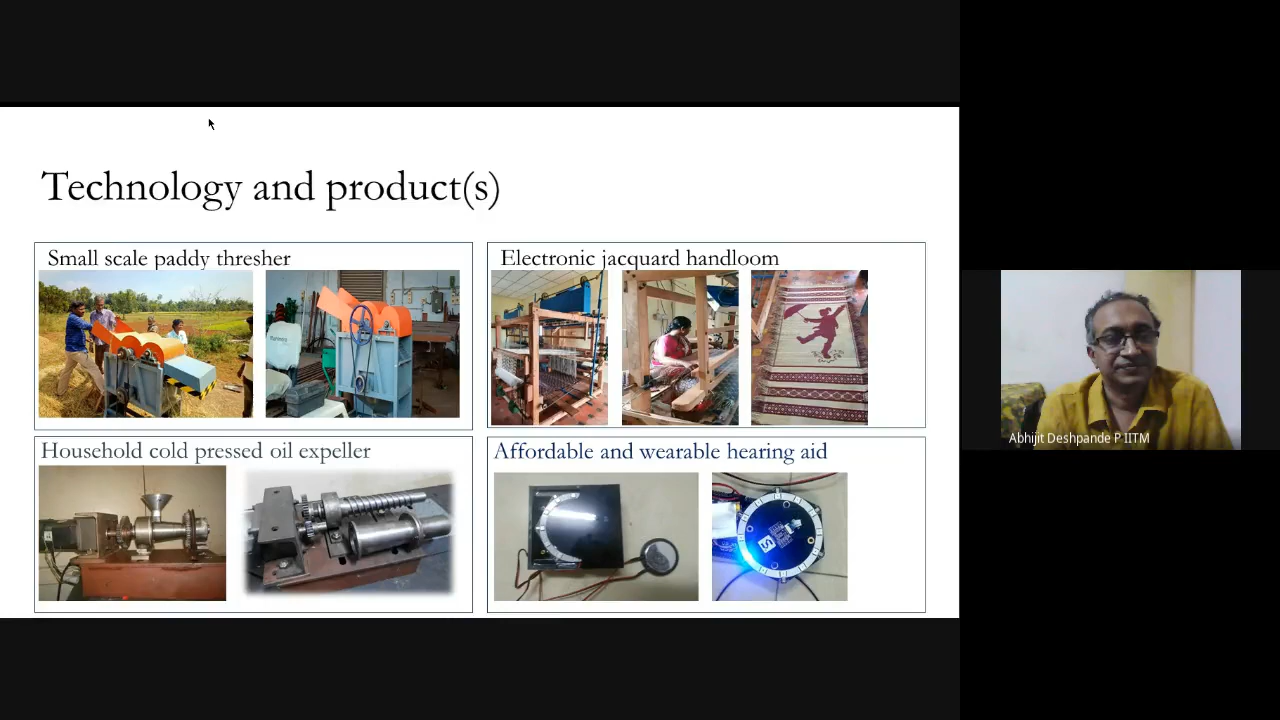 Technology and product(s)
Small scale paddy thresher
Electronic jacquard handloom
Household cold pressed oil expeller
Affordable and wearable hearing aid
Abhijit Deshpande P IITM